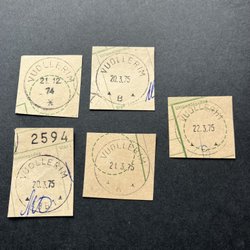 VUOLLERIM
21.12
74
*
VUOLLERIM
22.3.75
* B *
VUOLLERIM
22.3.75
2594
VUOLLERIM
20.3.75
VUOLLERIM
21.3.75